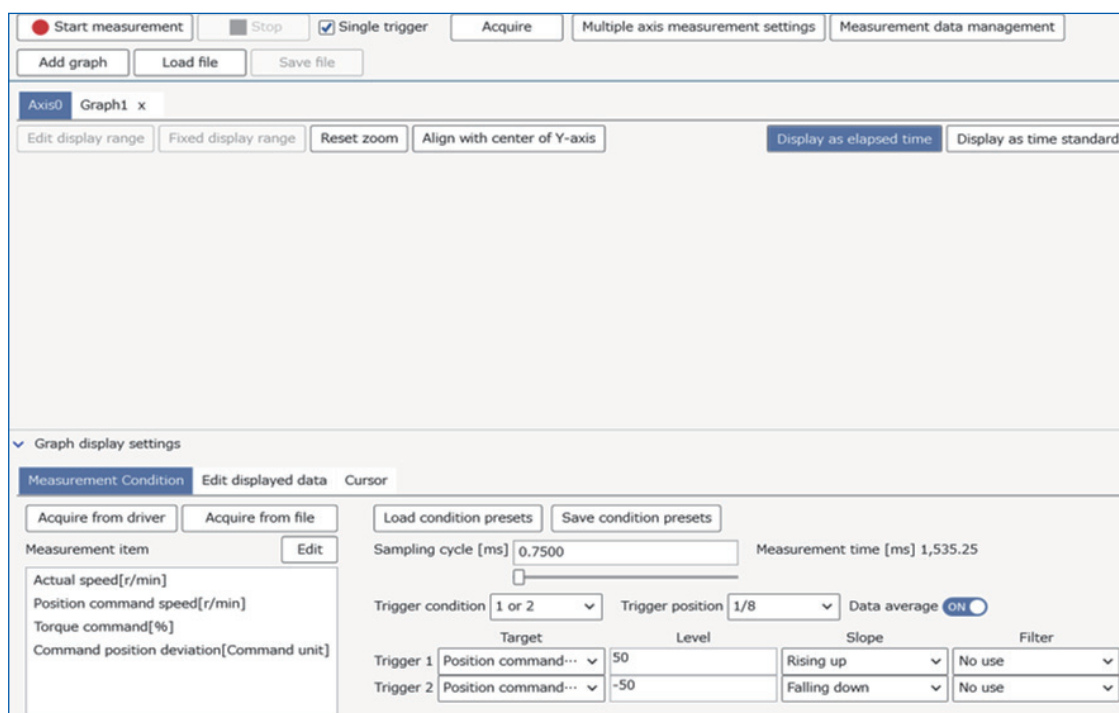 Start measurement Stop Single trigger Acquire Multiple axis measurement settings Measurement data management
Add graph Load file Save file
Axis0 Graph1 x
Edit display range Fixed display range Reset zoom Align with center of Y-axis Display as elapsed time Display as time standard
Graph display settings
Measurement Condition Edit displayed data Cursor
Acquire from driver Acquire from file Load condition presets Save condition presets
Measurement item Edit Sampling cycle [ms] 0.7500 Measurement time [ms] 1,535.25
Actual speed[r/min]
Position command speed[r/min]
Torque command[%]
Command position deviation[Command unit]
Trigger condition 1 or 2 Trigger position 1/8 Data average ON
Target Level Slope Filter
Trigger 1 Position command⋯ 50 Rising up No use
Trigger 2 Position command⋯ -50 Falling down No use